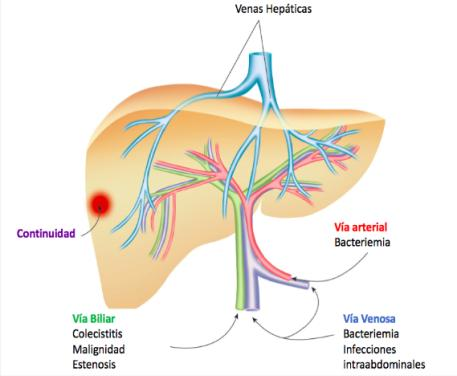 Venas Hepáticas
Continuidad
Vía arterial
Bacteriemia
Vía Biliar
Colecistitis
Malignidad
Estenosis
Vía Venosa
Bacteriemia
Infecciones
intraabdominales